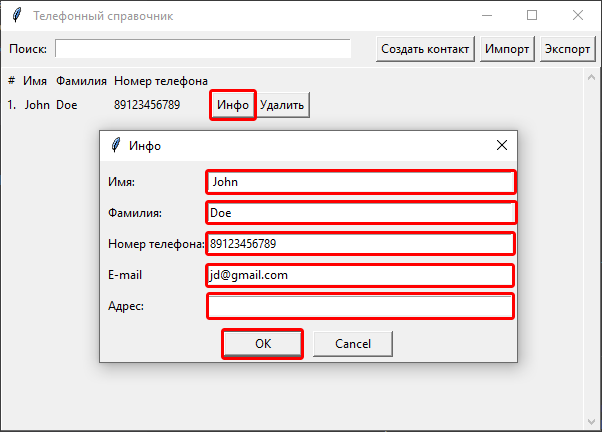 Телефонный справочник
Поиск: Создать контакт Импорт Экспорт
# Имя Фамилия Номер телефона
1. John Doe 89123456789 Инфо Удалить
Инфо
Имя: John
Фамилия: Doe
Номер телефона: 89123456789
E-mail jd@gmail.com
Адрес:
OK Cancel